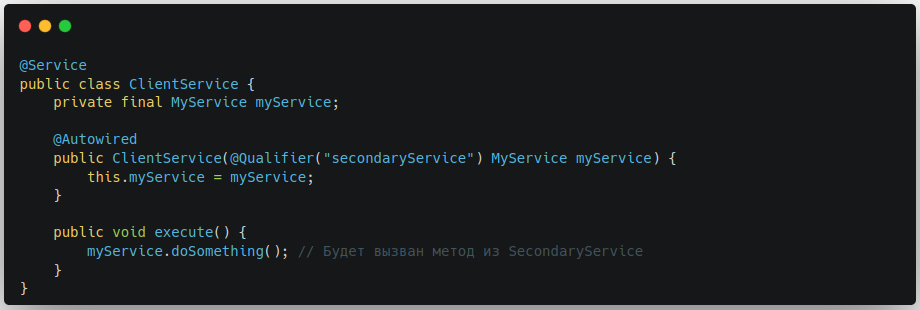 @Service
public class ClientService {
    private final MyService myService;
    @Autowired
    public ClientService(@Qualifier("secondaryService") MyService myService) {
        this.myService = myService;
    }
    public void execute() {
        myService.doSomething(); // Будет вызван метод из SecondaryService
    }
}